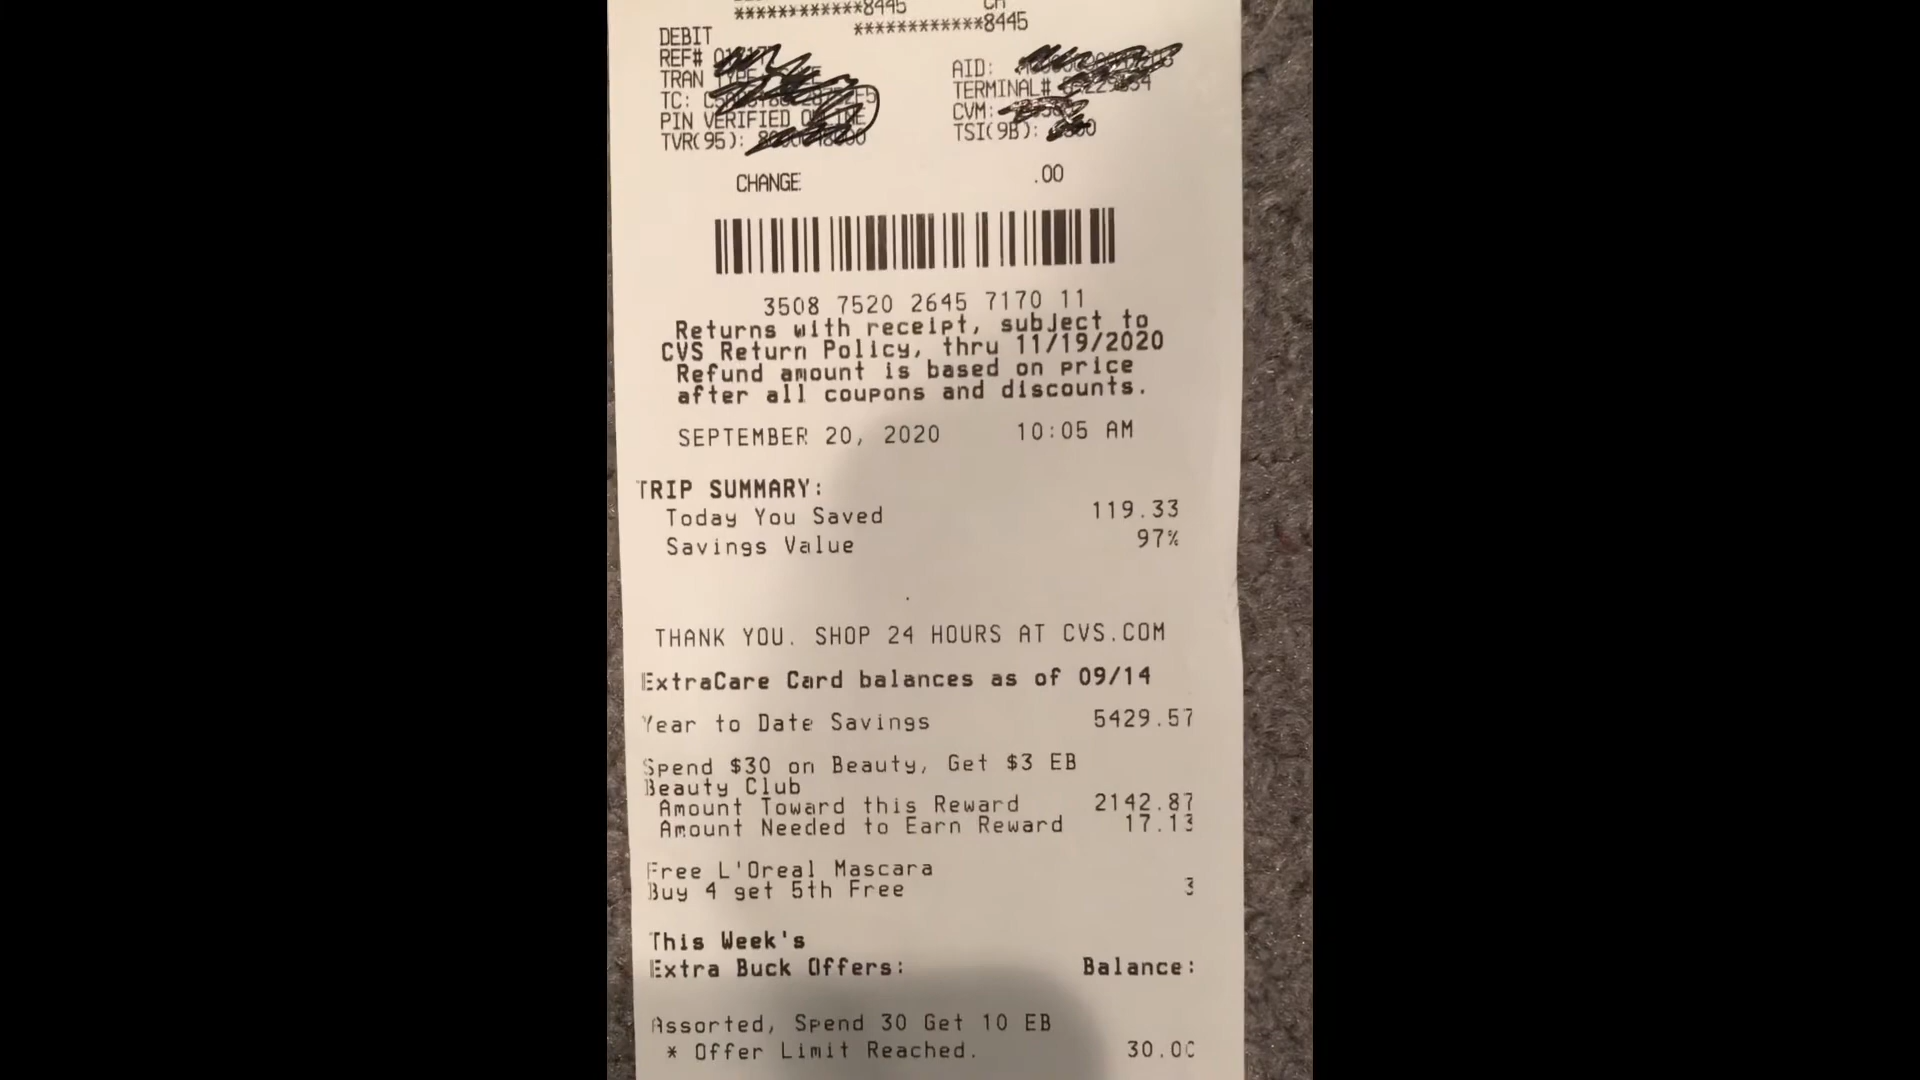 ************8445 CH
************8445
DEBIT
REF#
TRAN TYPE
TC:
PIN VERIFIED ONLINE
TVR(95):
AID:
TERMINAL#
CVM:
TSI(9B):
CHANGE .00
3508 7520 2645 7170 11
Returns with receipt, subject to
CVS Return Policy, thru 11/19/2020
Refund amount is based on price
after all coupons and discounts.
SEPTEMBER 20, 2020 10:05 AM
TRIP SUMMARY:
Today You Saved 119.33
Savings Value 97%
THANK YOU. SHOP 24 HOURS AT CVS.COM
ExtraCare Card balances as of 09/14
Year to Date Savings 5429.57
Spend $30 on Beauty, Get $3 EB
Beauty Club
Amount Toward this Reward 2142.87
Amount Needed to Earn Reward 17.13
Free L'Oreal Mascara
Buy 4 get 5th Free 3
This Week's
Extra Buck Offers: Balance:
Assorted, Spend 30 Get 10 EB
* Offer Limit Reached. 30.00